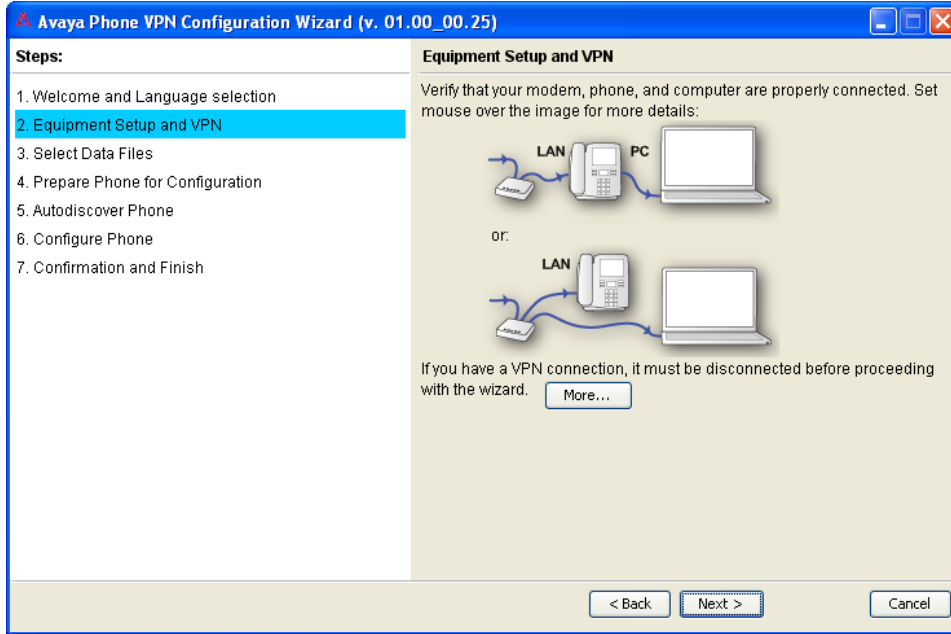 Avaya Phone VPN Configuration Wizard (v. 01.00_00.25)
Steps:
1. Welcome and Language selection
2. Equipment Setup and VPN
3. Select Data Files
4. Prepare Phone for Configuration
5. Autodiscover Phone
6. Configure Phone
7. Confirmation and Finish
Equipment Setup and VPN
Verify that your modem, phone, and computer are properly connected. Set
mouse over the image for more details:
LAN
PC
or:
LAN
If you have a VPN connection, it must be disconnected before proceeding
with the wizard.
More...
< Back
Next >
Cancel